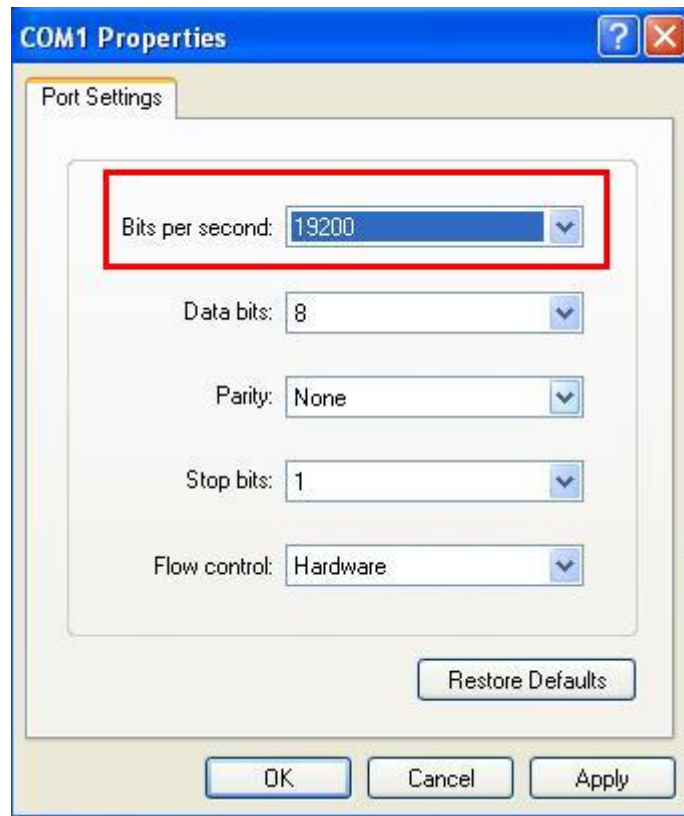 COM1 Properties
Port Settings
Bits per second: 19200
Data bits: 8
Parity: None
Stop bits: 1
Flow control: Hardware
Restore Defaults
OK Cancel Apply